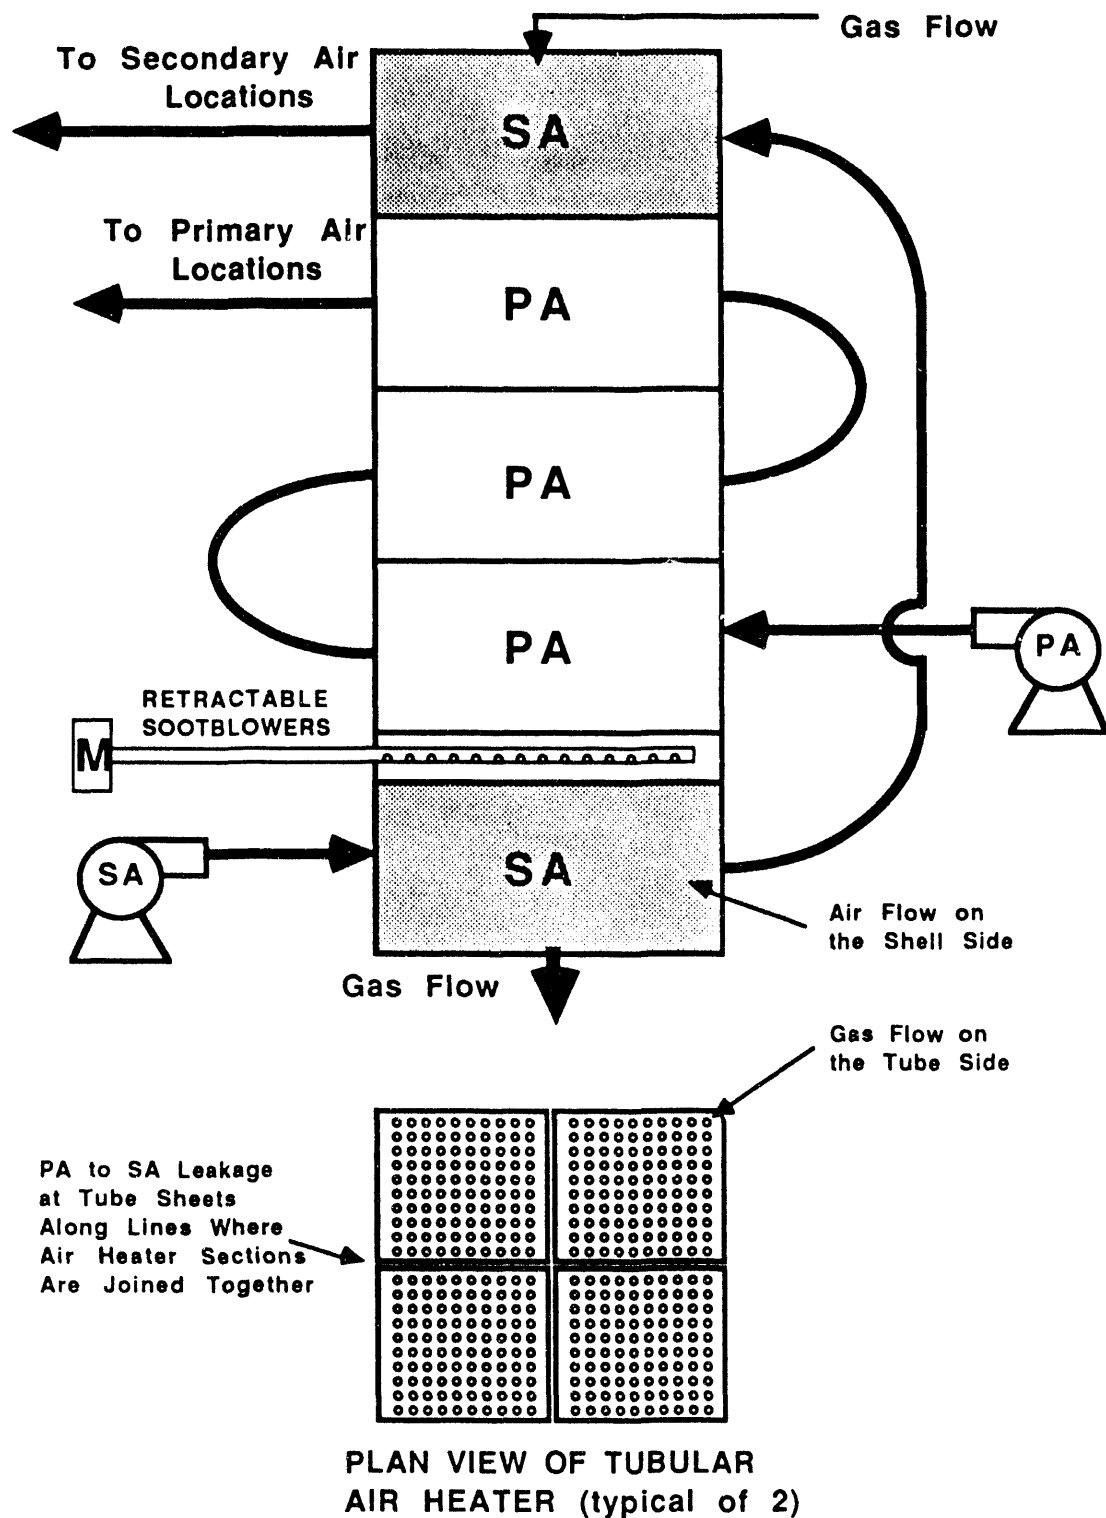 Gas Flow
To Secondary Air
Locations
SA
To Primary Air
Locations
PA
PA
PA
PA
RETRACTABLE
SOOTBLOWERS
M
SA
SA
Air Flow on
the Shell Side
Gas Flow
Gas Flow on
the Tube Side
PA to SA Leakage
at Tube Sheets
Along Lines Where
Air Heater Sections
Are Joined Together
PLAN VIEW OF TUBULAR
AIR HEATER (typical of 2)